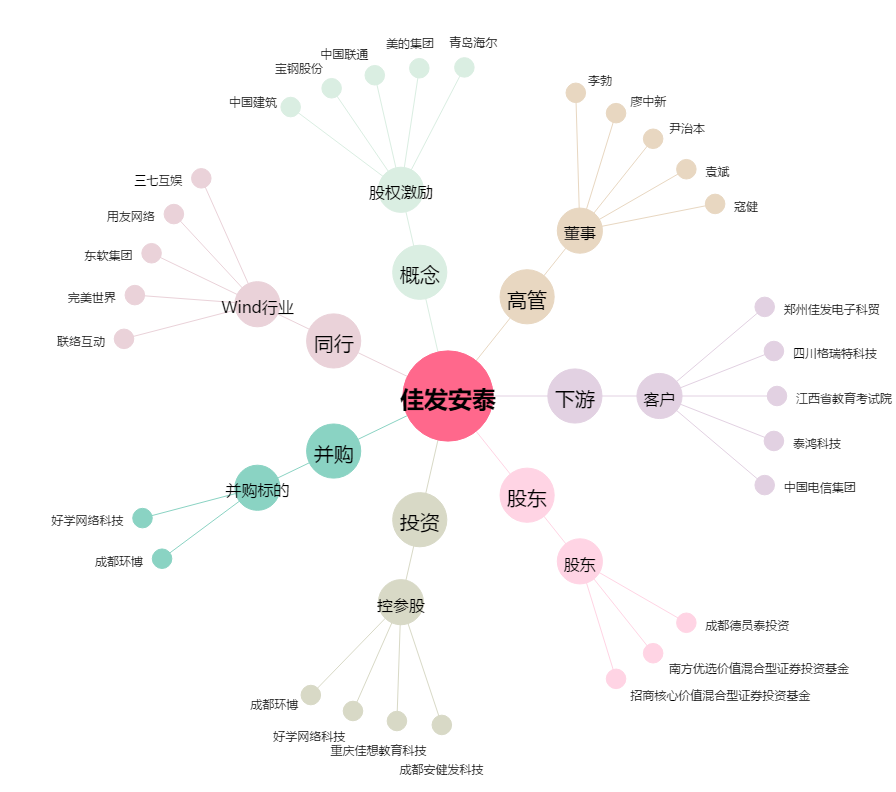 青岛海尔
美的集团
中国联通
宝钢股份
中国建筑
股权激励
概念
李勃
廖中新
尹治本
袁斌
寇健
董事
高管
三七互娱
用友网络
东软集团
完美世界
联络互动
Wind行业
同行
佳发安泰
下游
客户
郑州佳发电子科贸
四川格瑞特科技
江西省教育考试院
泰鸿科技
中国电信集团
并购
并购标的
好学网络科技
成都环博
投资
控参股
成都环博
好学网络科技
重庆佳想教育科技
成都安健发科技
股东
股东
成都德员泰投资
南方优选价值混合型证券投资基金
招商核心价值混合型证券投资基金